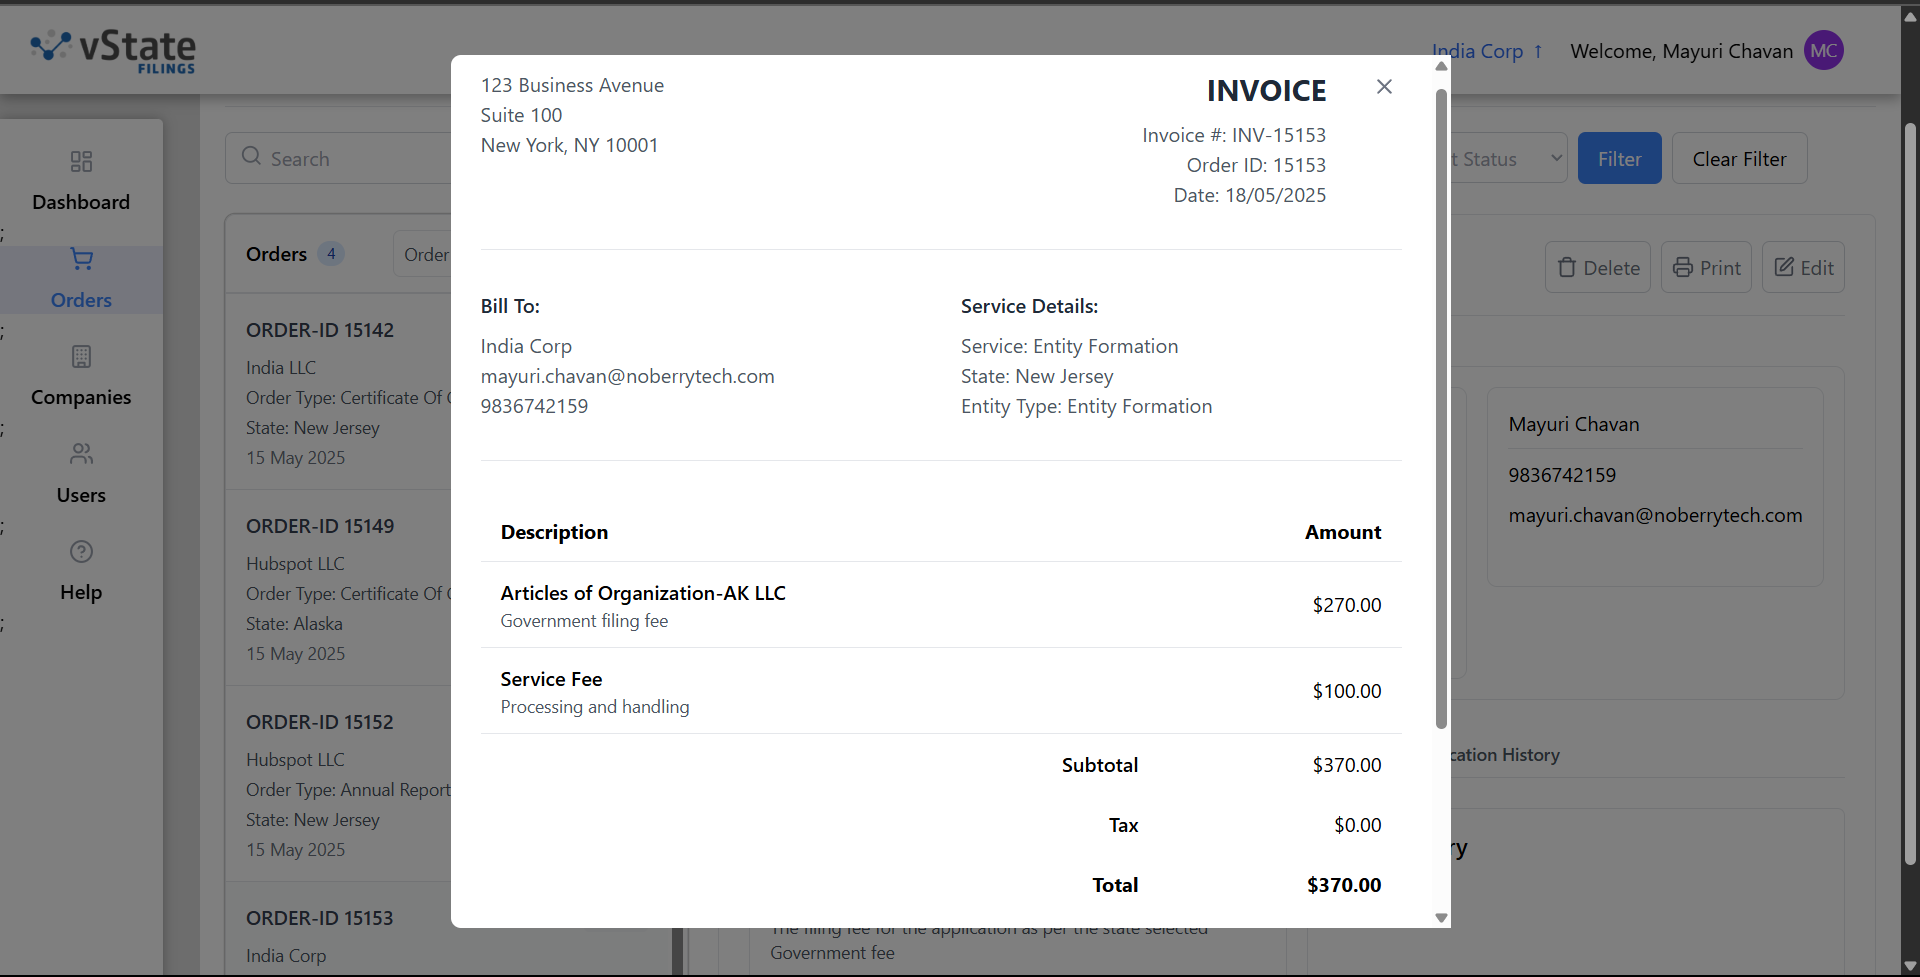 vState
FILINGS
India Corp ↑
Welcome, Mayuri Chavan
MC
Dashboard
;
Orders
;
Companies
;
Users
;
Help
;
Search
t Status
Filter
Clear Filter
Orders 4
Order
Delete
Print
Edit
ORDER-ID 15142
India LLC
Order Type: Certificate Of
State: New Jersey
15 May 2025
ORDER-ID 15149
Hubspot LLC
Order Type: Certificate Of
State: Alaska
15 May 2025
ORDER-ID 15152
Hubspot LLC
Order Type: Annual Report
State: New Jersey
15 May 2025
ORDER-ID 15153
India Corp
123 Business Avenue
Suite 100
New York, NY 10001
INVOICE
Invoice #: INV-15153
Order ID: 15153
Date: 18/05/2025
Bill To:
India Corp
mayuri.chavan@noberrytech.com
9836742159
Service Details:
Service: Entity Formation
State: New Jersey
Entity Type: Entity Formation
Description Amount
Articles of Organization-AK LLC
Government filing fee
$270.00
Service Fee
Processing and handling
$100.00
Subtotal $370.00
Tax $0.00
Total $370.00
Mayuri Chavan
9836742159
mayuri.chavan@noberrytech.com
cation History
ry
The filing fee for the application as per the state selected
Government fee